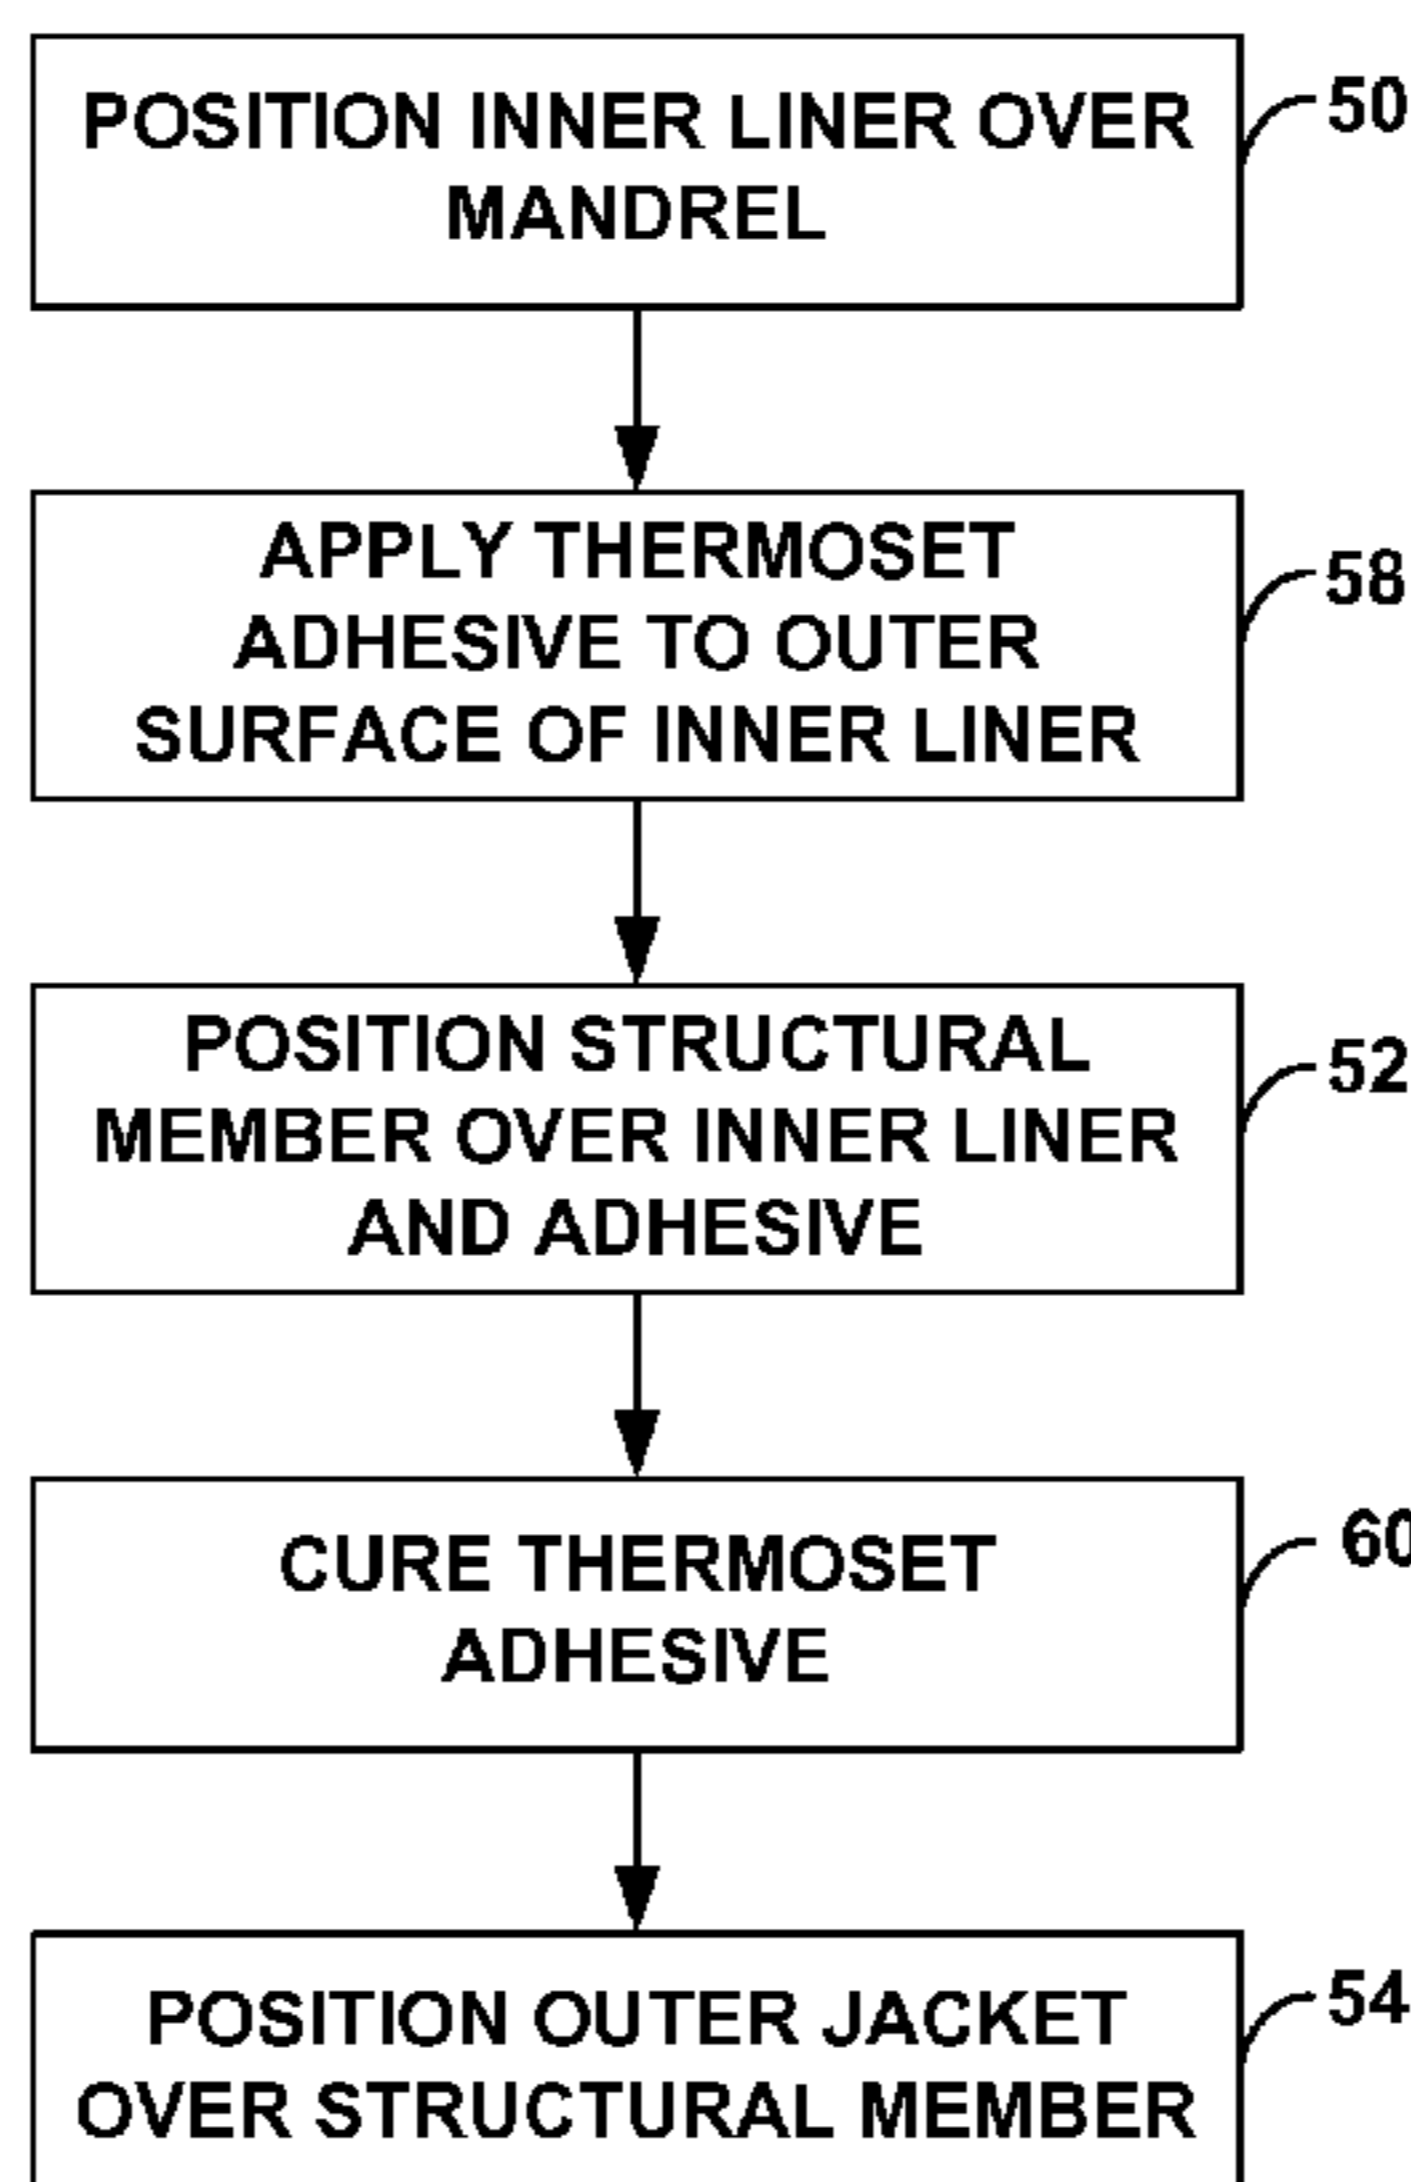 POSITION INNER LINER OVER
MANDREL
50
APPLY THERMOSET
ADHESIVE TO OUTER
SURFACE OF INNER LINER
58
POSITION STRUCTURAL
MEMBER OVER INNER LINER
AND ADHESIVE
52
CURE THERMOSET
ADHESIVE
60
POSITION OUTER JACKET
OVER STRUCTURAL MEMBER
54